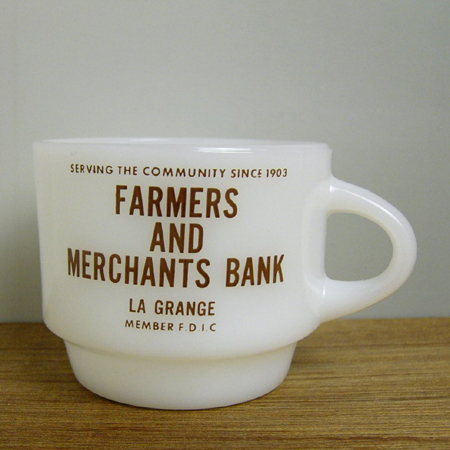 SERVING THE COMMUNITY SINCE 1903
FARMERS
AND
MERCHANTS BANK
LA GRANGE
MEMBER F.D.I.C